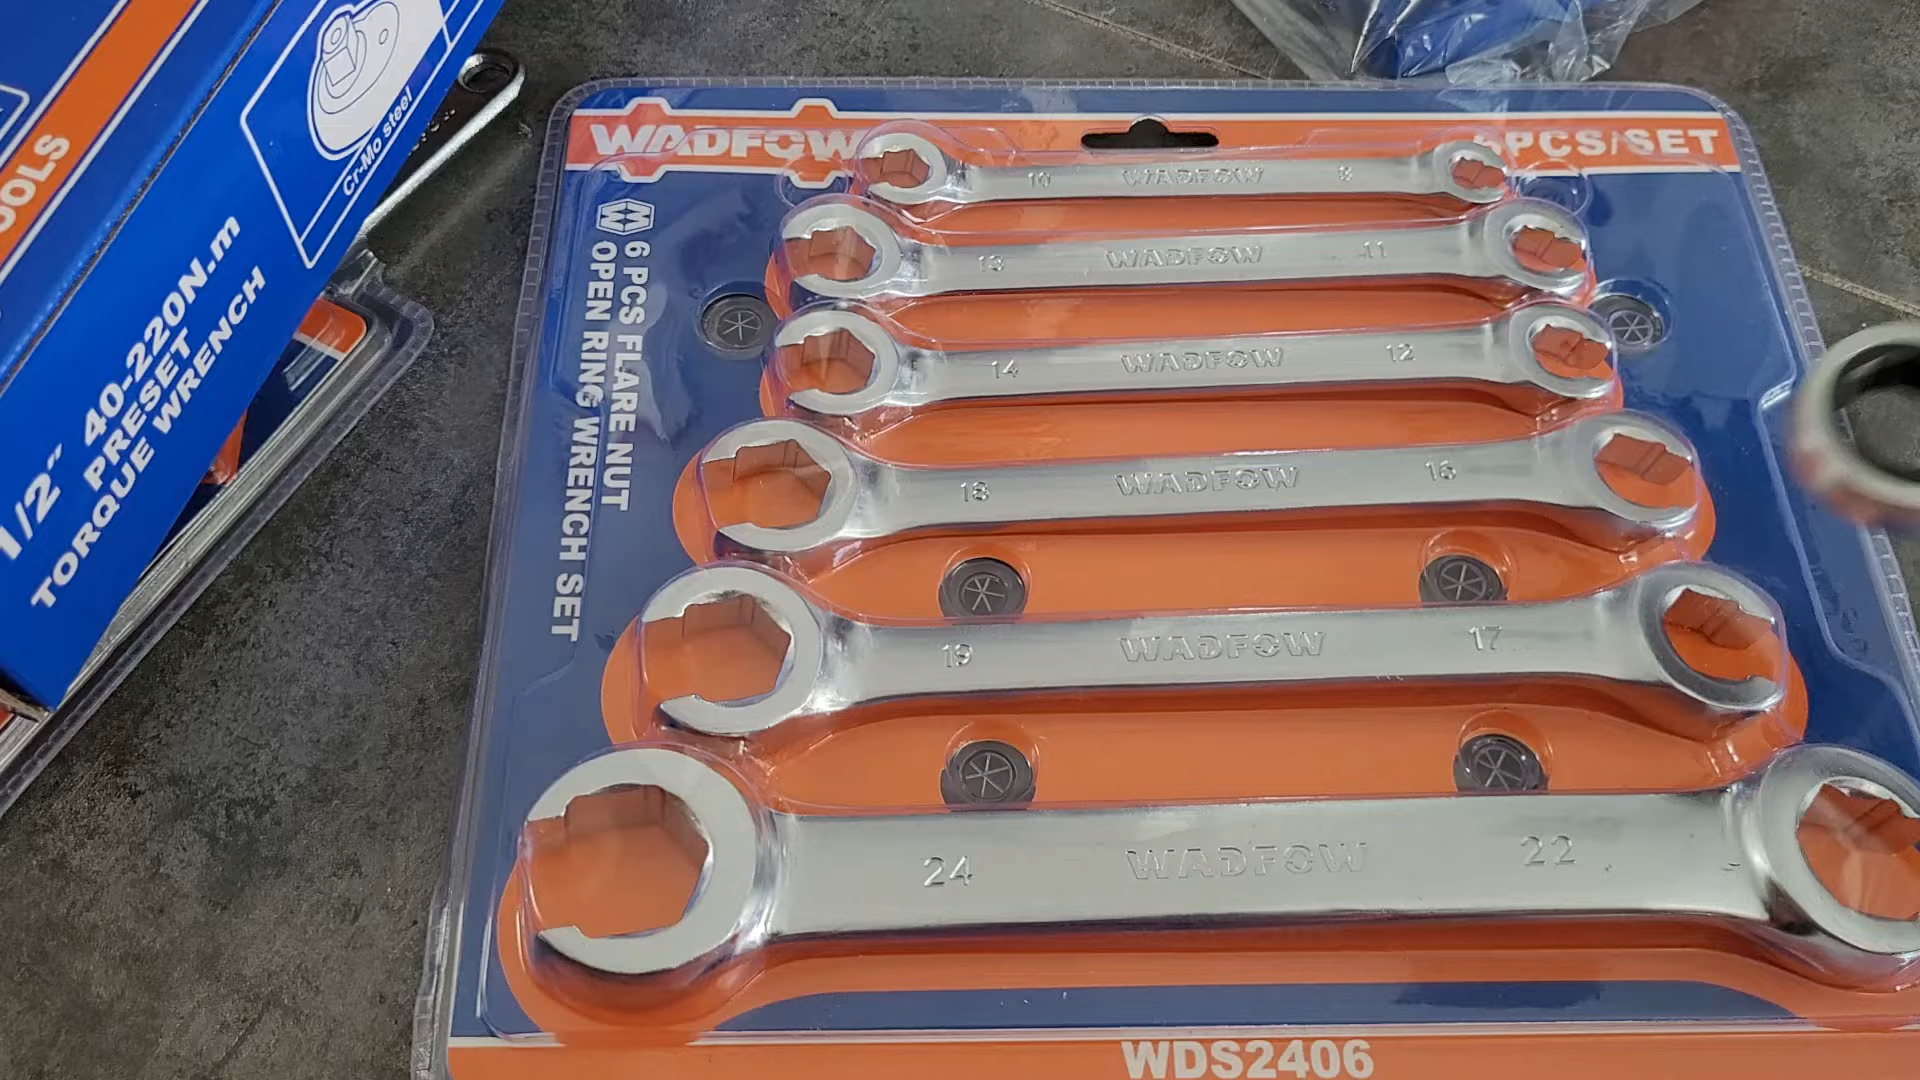 OOLS
Cr-Mo steel
1/2" 40-220N.m
PRESET
TORQUE WRENCH
WADFOW
6 PCS/SET
6 PCS FLARE NUT
OPEN RING WRENCH SET
10 WADFOW 8
13 WADFOW 11
14 WADFOW 12
18 WADFOW 16
19 WADFOW 17
24 WADFOW 22
WDS2406